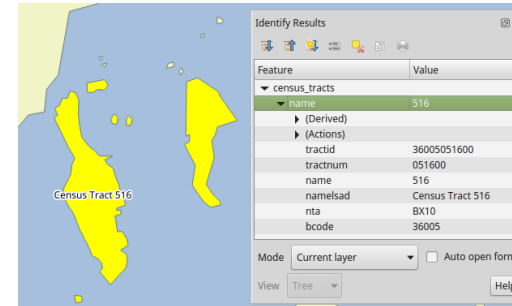 Census Tract 516
Identify Results
Feature Value
census_tracts
name 516
(Derived)
(Actions)
tractid 36005051600
tractnum 051600
name 516
namelsad Census Tract 516
nta BX10
bcode 36005
Mode Current layer Auto open form
View Tree Help